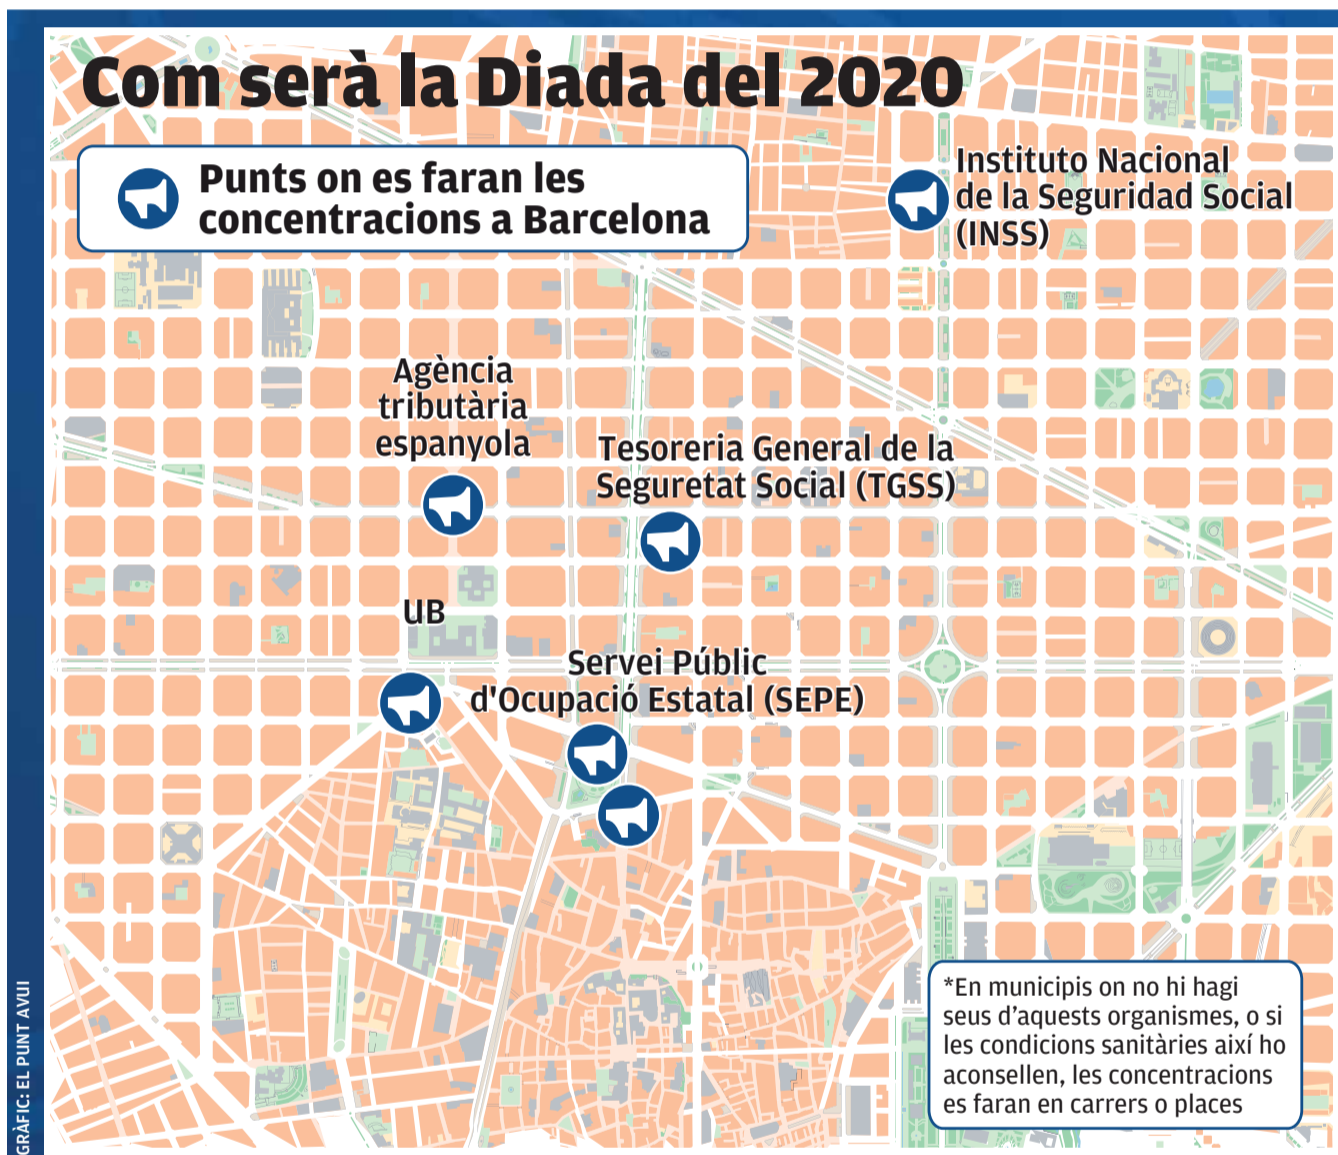 Com serà la Diada del 2020
Punts on es faran les
concentracions a Barcelona
Instituto Nacional
de la Seguridad Social
(INSS)
Agència
tributària
espanyola
Tesoreria General de la
Seguretat Social (TGSS)
UB
Servei Públic
d'Ocupació Estatal (SEPE)
*En municipis on no hi hagi
seus d’aquests organismes, o si
les condicions sanitàries així ho
aconsellen, les concentracions
es faran en carrers o places
GRÀFIC: EL PUNT AVUI